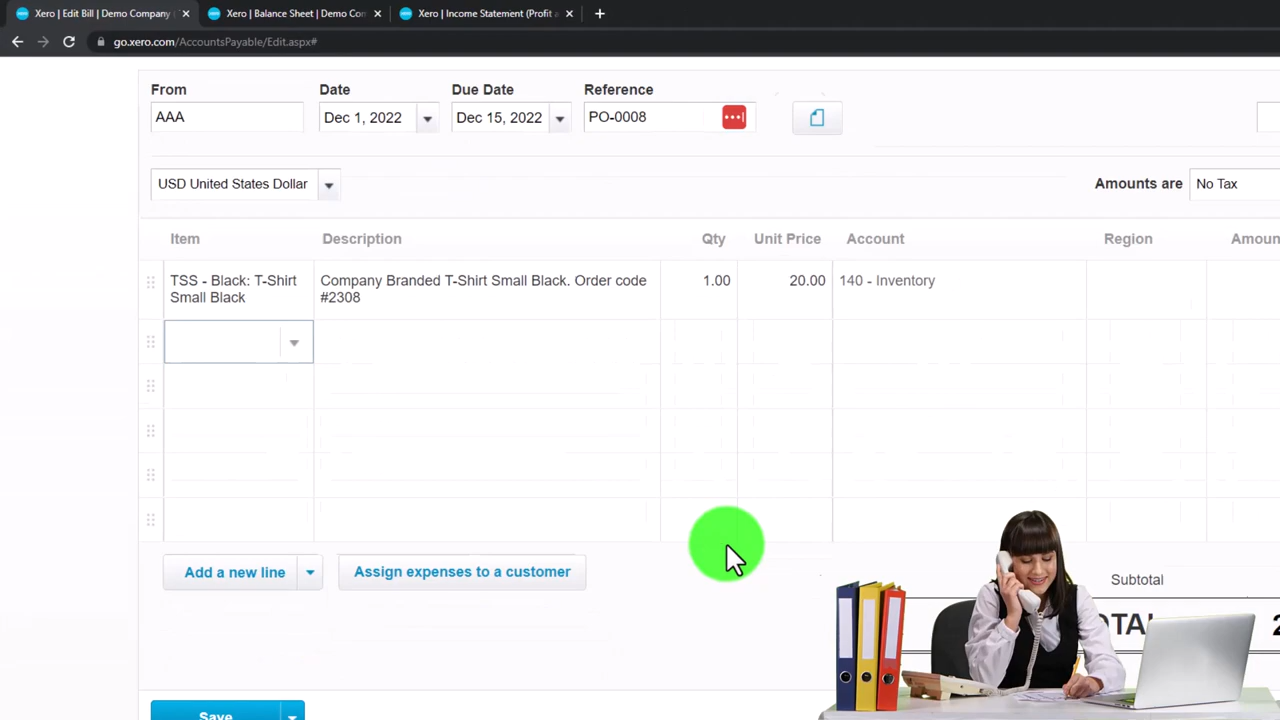 Xero | Edit Bill | Demo Company
Xero | Balance Sheet | Demo Con
Xero | Income Statement (Profit a
go.xero.com/AccountsPayable/Edit.aspx#
From Date Due Date Reference
AAA Dec 1, 2022 Dec 15, 2022 PO-0008
USD United States Dollar Amounts are No Tax
Item Description Qty Unit Price Account Region Amoun
TSS - Black: T-Shirt Company Branded T-Shirt Small Black. Order code 1.00 20.00 140 - Inventory
Small Black #2308
Add a new line Assign expenses to a customer
Subtotal
OTAL 2
Save